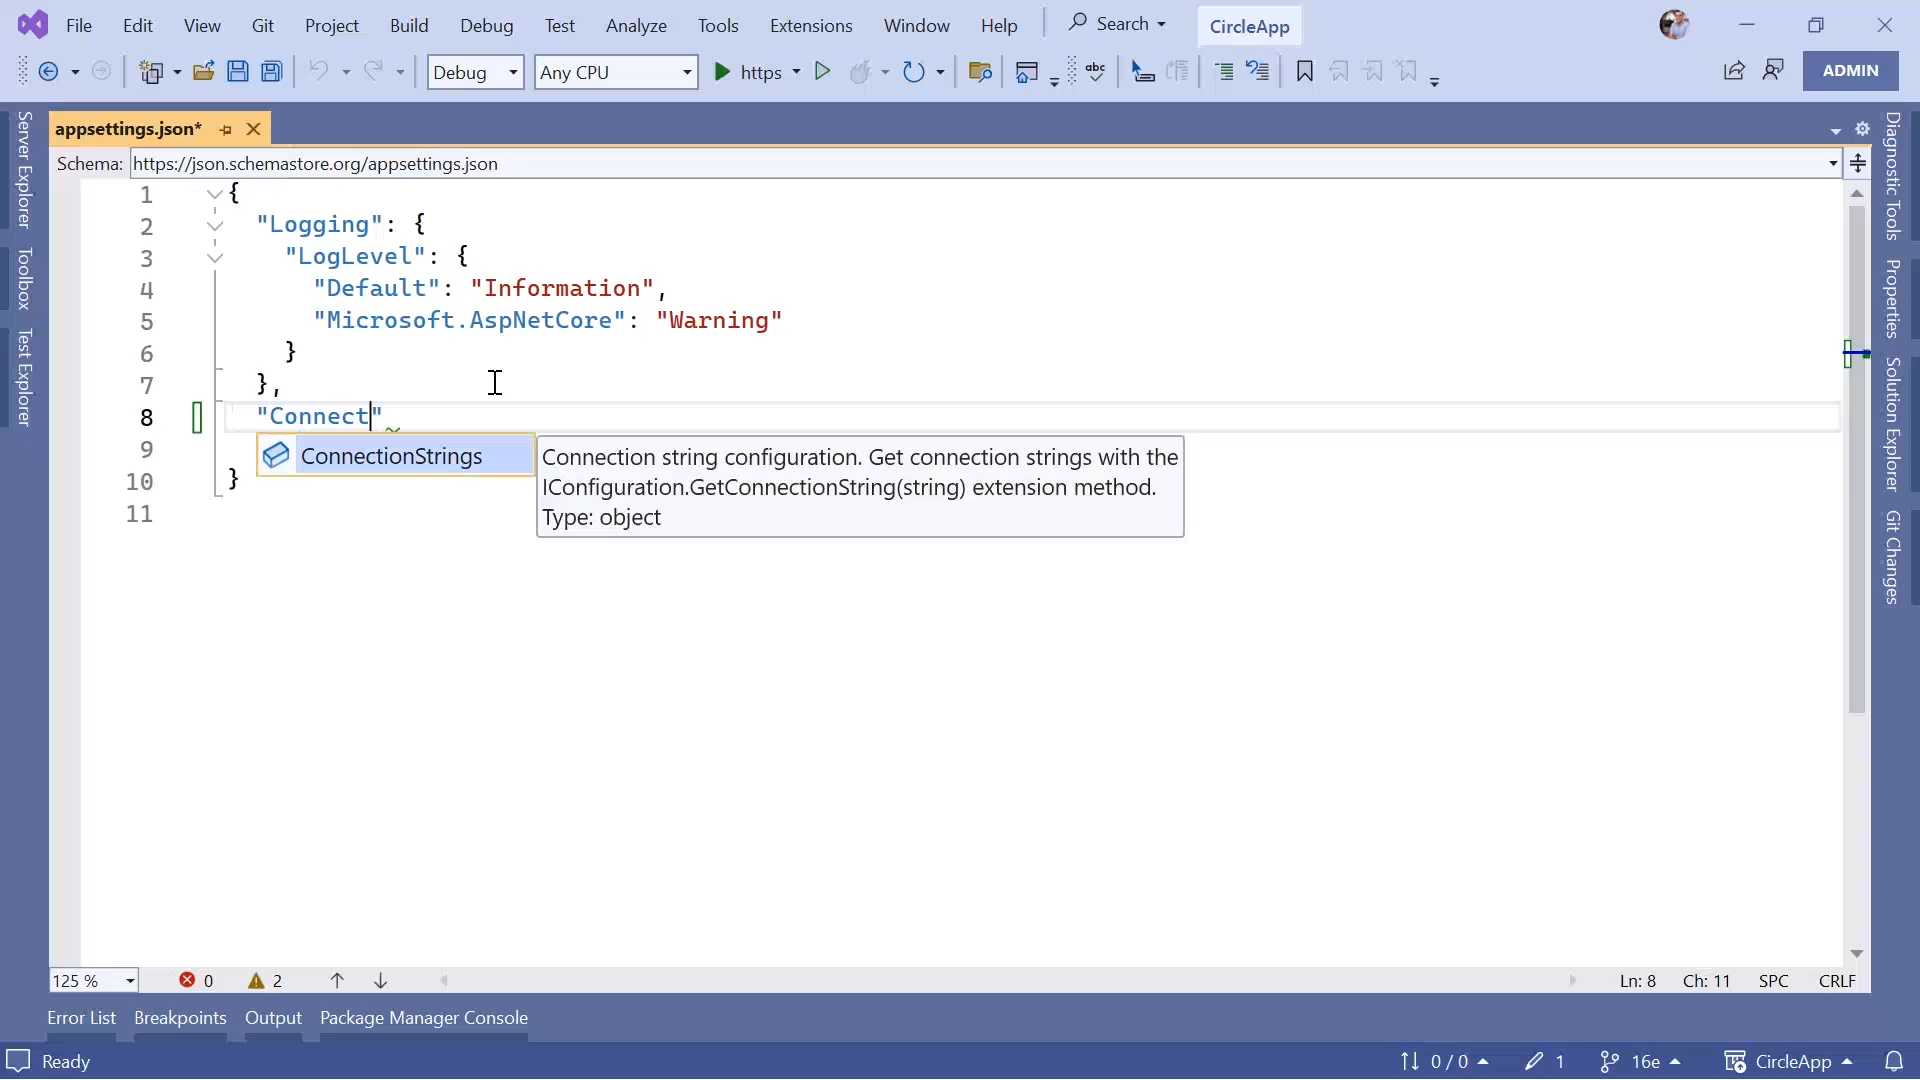 File Edit View Git Project Build Debug Test Analyze Tools Extensions Window Help Search CircleApp
Debug Any CPU https abc ADMIN
appsettings.json*
Schema: https://json.schemastore.org/appsettings.json
Server Explorer
Toolbox
Test Explorer
1 {
2 "Logging": {
3 "LogLevel": {
4 "Default": "Information",
5 "Microsoft.AspNetCore": "Warning"
6 }
7 },
8 "Connect"
9
10 }
11
ConnectionStrings
Connection string configuration. Get connection strings with the
IConfiguration.GetConnectionString(string) extension method.
Type: object
Diagnostic Tools
Properties
Solution Explorer
Git Changes
125 % 0 2 Ln: 8 Ch: 11 SPC CRLF
Error List Breakpoints Output Package Manager Console
Ready 0 / 0 1 16e CircleApp